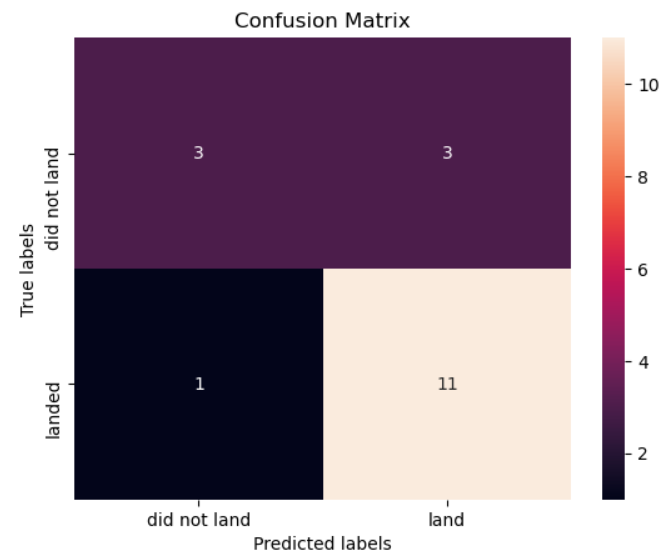 Confusion Matrix
True labels
did not land
landed
3
3
1
11
did not land
land
Predicted labels
10
8
6
4
2